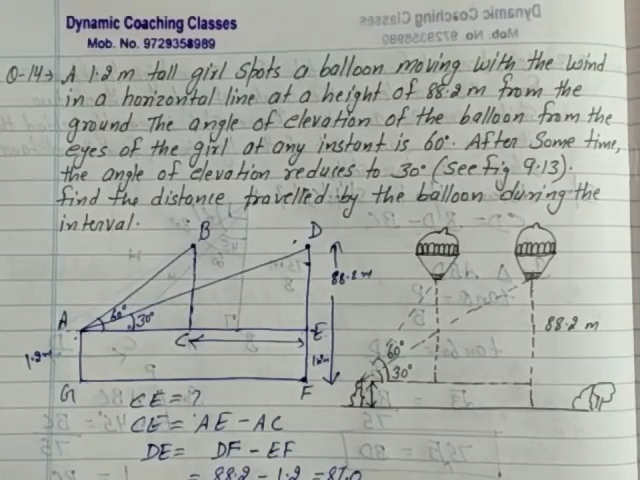 Dynamic Coaching Classes
Mob. No. 9729358989
Q-14→ A 1.2 m tall girl spots a balloon moving with the wind
in a horizontal line at a height of 88.2 m from the
ground The angle of elevation of the balloon from the
eyes of the girl at any instant is 60°. After some time,
the angle of elevation reduces to 30° (see fig 9.13).
find the distance travelled by the balloon during the
interval.
B
D
88.2 m
A
60°
30°
C
E
1.2m
1.2m
G
F
60°
30°
88.2 m
CE = ?
CE = AE - AC
DE = DF - EF
= 88.2 - 1.2 = 87.0